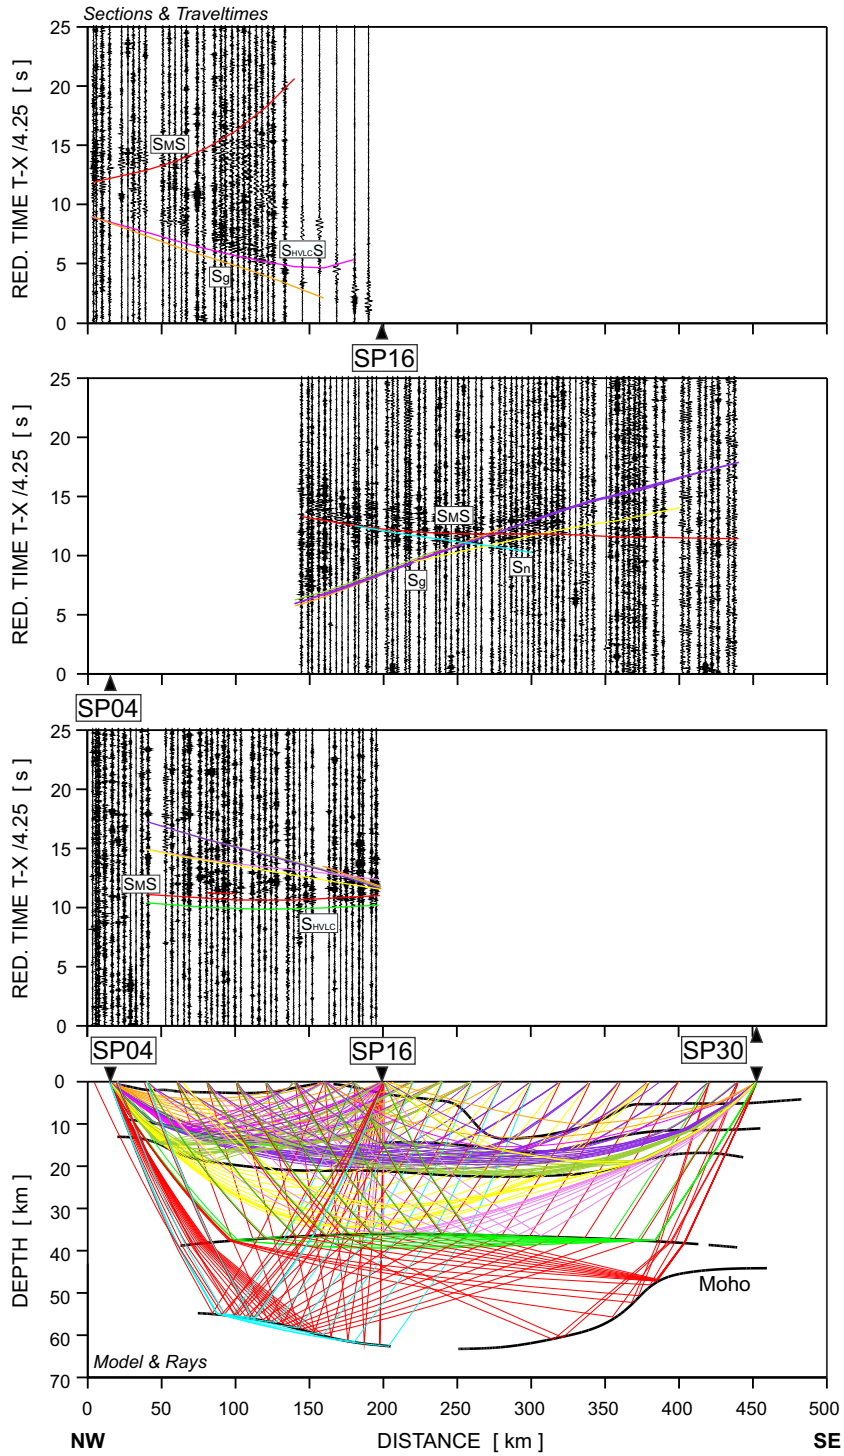 Sections & Traveltimes
25
20
15
10
5
0
RED. TIME T-X /4.25 [ s]
SMS
SHVLCS
Sg
SP16
25
20
15
10
5
0
RED. TIME T-X /4.25 [ s]
SMS
Sn
Sg
SP04
25
20
15
10
5
0
RED. TIME T-X /4.25 [ s]
SMS
SHVLC
SP04 SP16 SP30
0
10
20
30
40
50
60
70
DEPTH [ km]
Moho
Model & Rays
0 50 100 150 200 250 300 350 400 450 500
NW DISTANCE [ km] SE